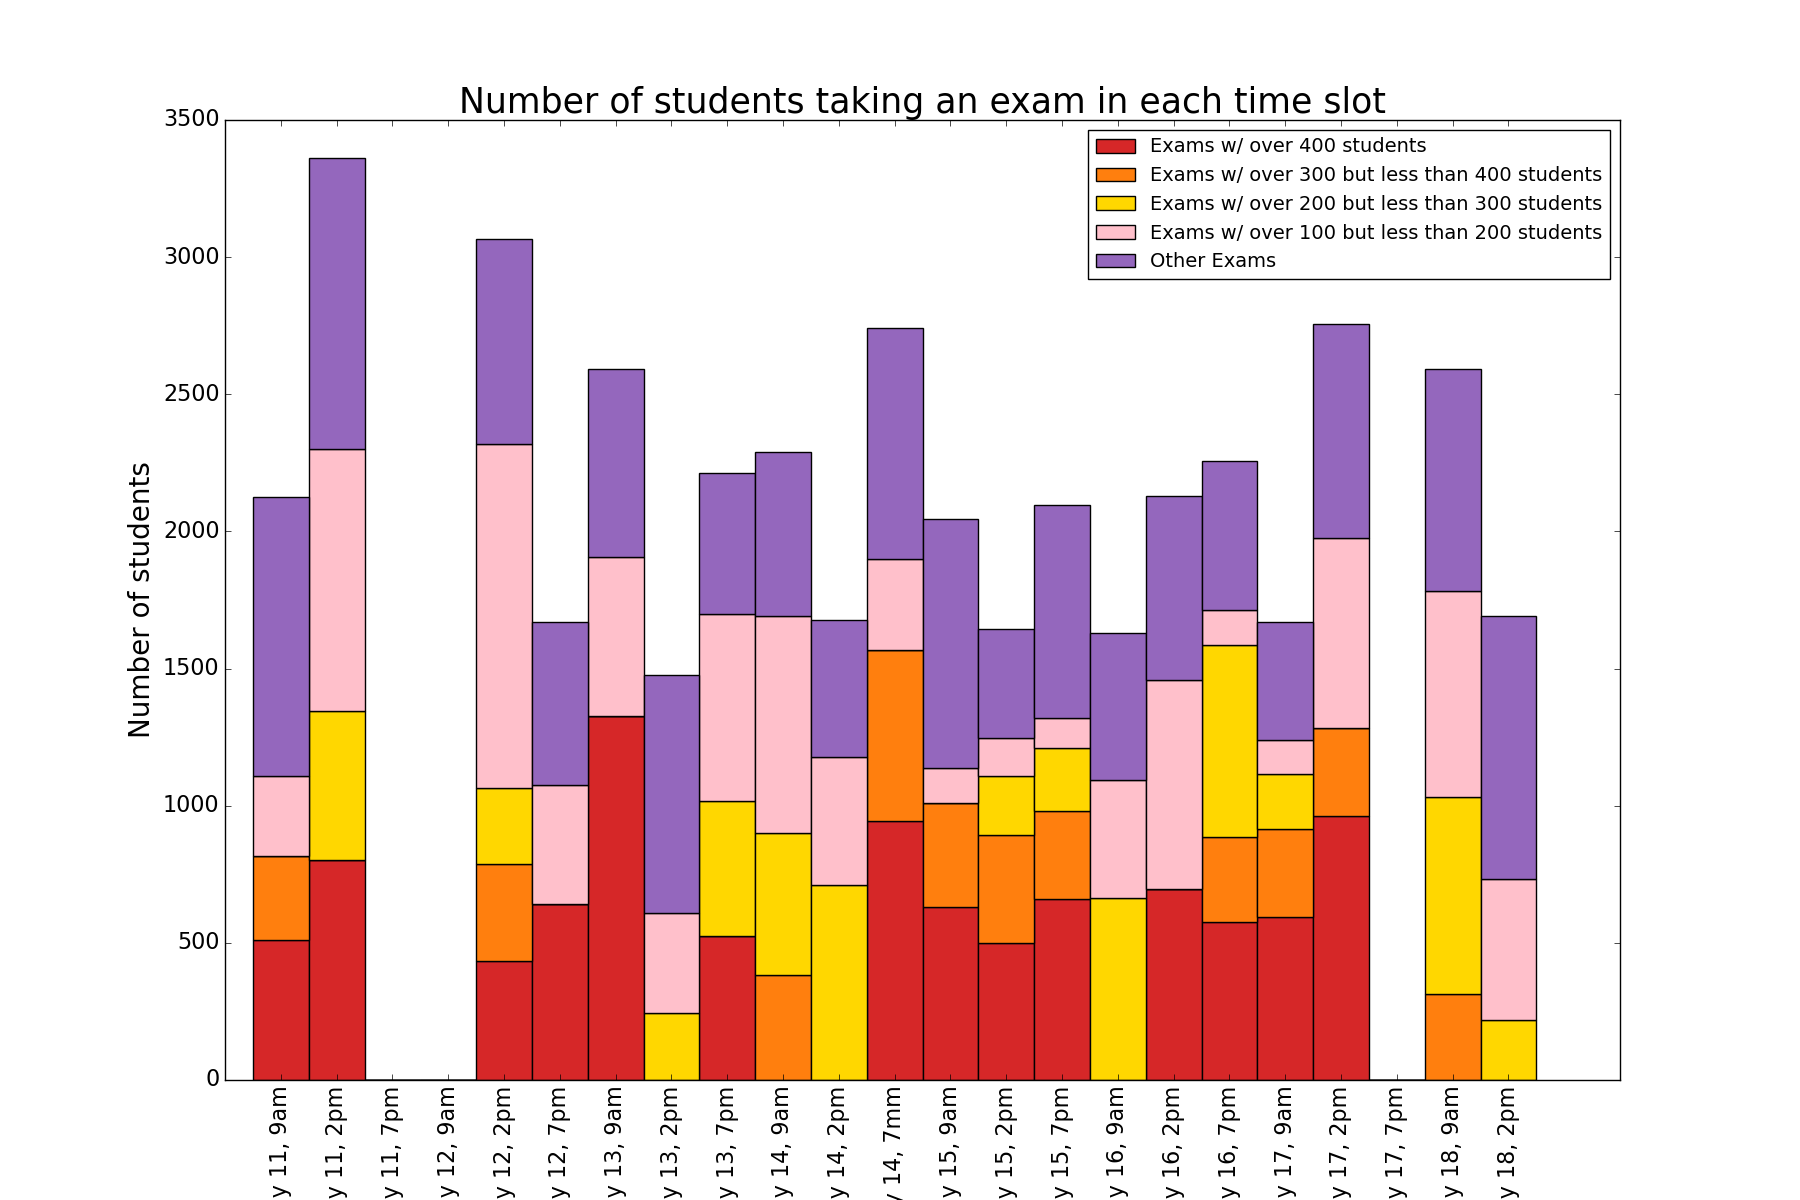 Number of students taking an exam in each time slot
Number of students
3500
3000
2500
2000
1500
1000
500
0
Exams w/ over 400 students
Exams w/ over 300 but less than 400 students
Exams w/ over 200 but less than 300 students
Exams w/ over 100 but less than 200 students
Other Exams
y 11, 9am
y 11, 2pm
y 11, 7pm
y 12, 9am
y 12, 2pm
y 12, 7pm
y 13, 9am
y 13, 2pm
y 13, 7pm
y 14, 9am
y 14, 2pm
y 14, 7mm
y 15, 9am
y 15, 2pm
y 15, 7pm
y 16, 9am
y 16, 2pm
y 16, 7pm
y 17, 9am
y 17, 2pm
y 17, 7pm
y 18, 9am
y 18, 2pm